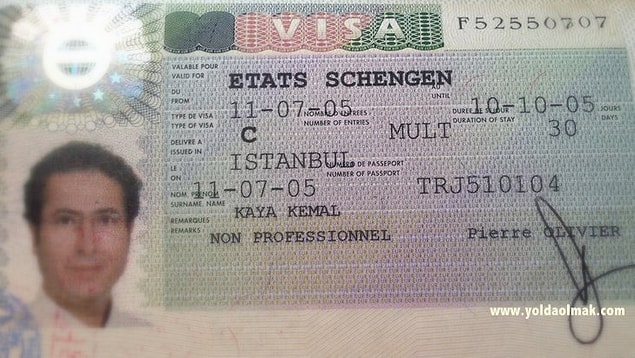 VISA F52550707
VALABLE POUR
VALID FOR
ETATS SCHENGEN
DU
FROM
11-07-05
AU
UNTIL
10-10-05
TYPE DE VISA
TYPE OF VISA
C
NOMBRE D'ENTREES
NUMBER OF ENTRIES
MULT
DUREE DE SEJOUR
DURATION OF STAY
30
JOURS
DAYS
DELIVRE A
ISSUED IN
ISTANBUL
LE
ON
11-07-05
NUMERO DE PASSEPORT
NUMBER OF PASSPORT
TRJ510104
NOM, PRENOM
SURNAME, NAME
KAYA KEMAL
REMARQUES
REMARKS
NON PROFESSIONNEL
Pierre OLIVIER
www.yoldaolmak.com